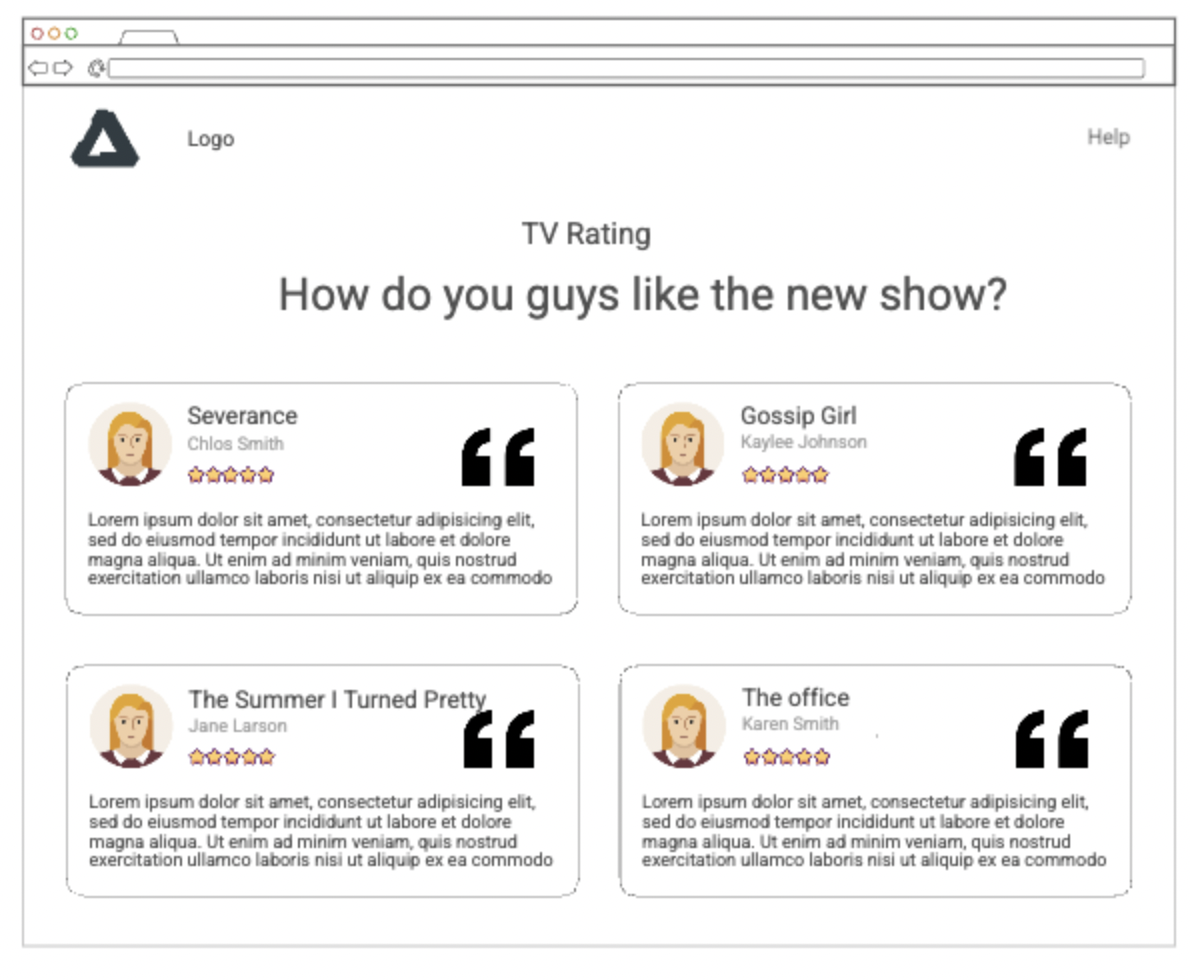 Logo
Help
TV Rating
How do you guys like the new show?
Severance
Chlos Smith
Lorem ipsum dolor sit amet, consectetur adipisicing elit,
sed do eiusmod tempor incididunt ut labore et dolore
magna aliqua. Ut enim ad minim veniam, quis nostrud
exercitation ullamco laboris nisi ut aliquip ex ea commodo
Gossip Girl
Kaylee Johnson
Lorem ipsum dolor sit amet, consectetur adipisicing elit,
sed do eiusmod tempor incididunt ut labore et dolore
magna aliqua. Ut enim ad minim veniam, quis nostrud
exercitation ullamco laboris nisi ut aliquip ex ea commodo
The Summer I Turned Pretty
Jane Larson
Lorem ipsum dolor sit amet, consectetur adipisicing elit,
sed do eiusmod tempor incididunt ut labore et dolore
magna aliqua. Ut enim ad minim veniam, quis nostrud
exercitation ullamco laboris nisi ut aliquip ex ea commodo
The office
Karen Smith
Lorem ipsum dolor sit amet, consectetur adipisicing elit,
sed do eiusmod tempor incididunt ut labore et dolore
magna aliqua. Ut enim ad minim veniam, quis nostrud
exercitation ullamco laboris nisi ut aliquip ex ea commodo